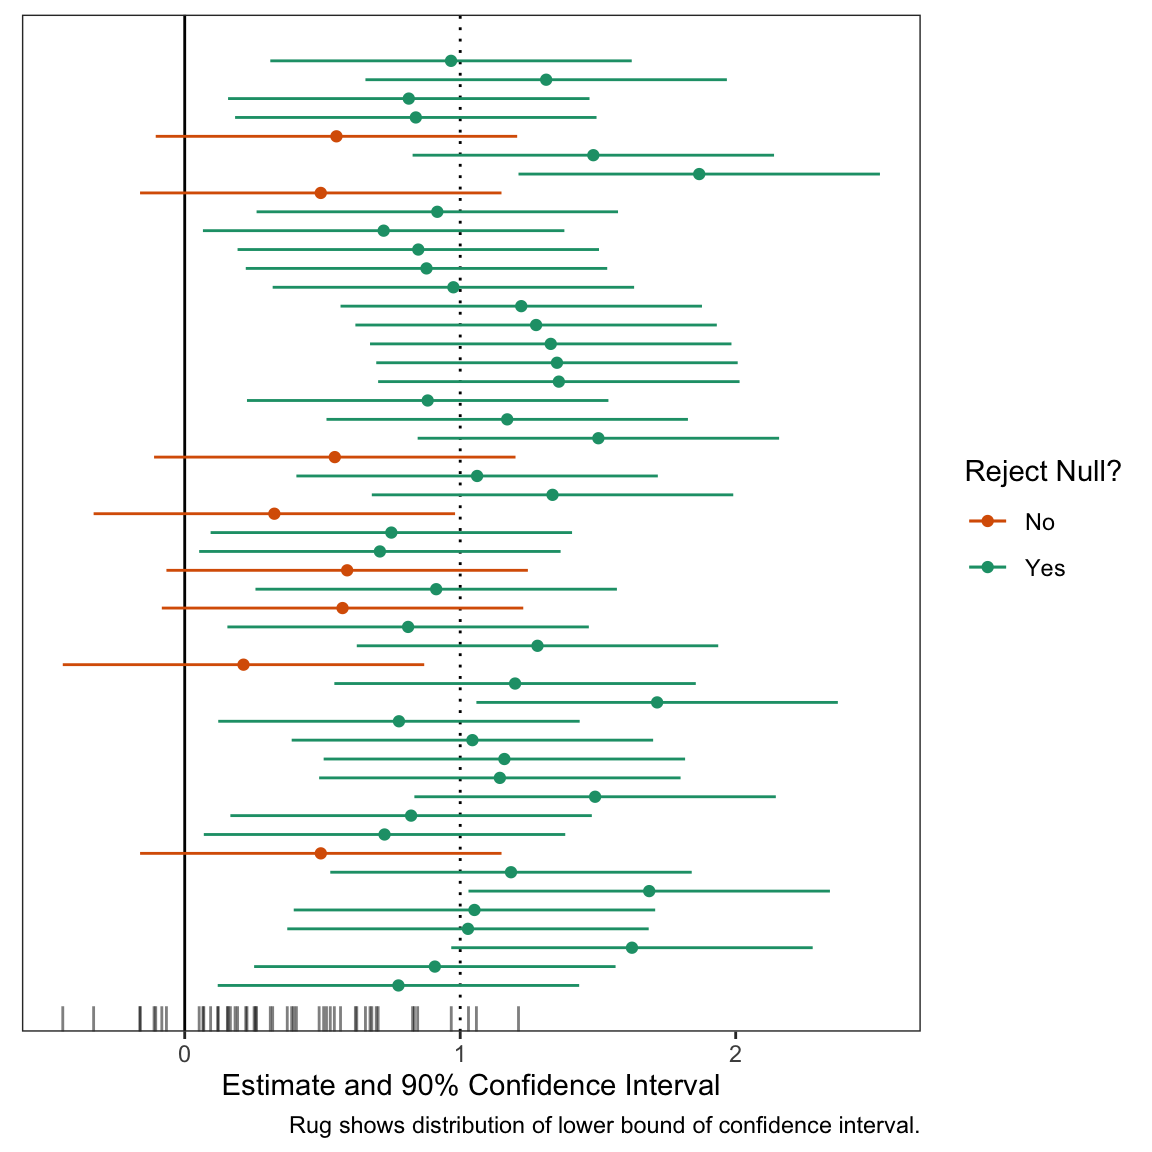 Reject Null?
No
Yes
0 1 2
Estimate and 90% Confidence Interval
Rug shows distribution of lower bound of confidence interval.